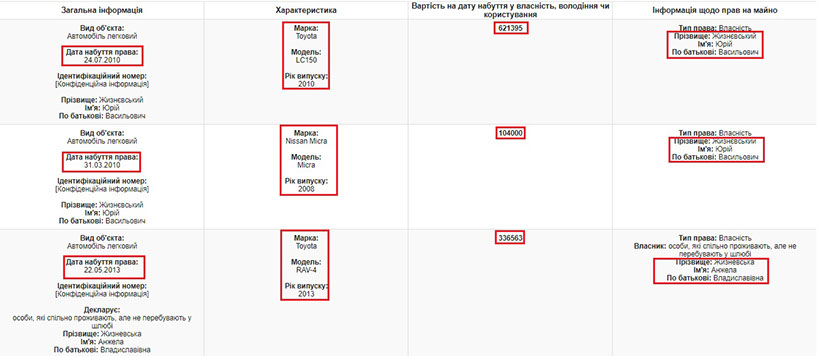 Загальна інформація
Характеристика
Вартість на дату набуття у власність, володіння чи
користування
Інформація щодо прав на майно
Вид об'єкта:
Автомобіль легковий
Дата набуття права:
24.07.2010
Ідентифікаційний номер:
[Конфіденційна інформація]
Прізвище: Жизнєвський
Ім'я: Юрій
По батькові: Васильович
Марка:
Toyota
Модель:
LC150
Рік випуску:
2010
621395
Тип права: Власність
Прізвище: Жизнєвський
Ім'я: Юрій
По батькові: Васильович
Вид об'єкта:
Автомобіль легковий
Дата набуття права:
31.03.2010
Ідентифікаційний номер:
[Конфіденційна інформація]
Прізвище: Жизнєвський
Ім'я: Юрій
По батькові: Васильович
Марка:
Nissan Micra
Модель:
Micra
Рік випуску:
2008
104000
Тип права: Власність
Прізвище: Жизнєвський
Ім'я: Юрій
По батькові: Васильович
Вид об'єкта:
Автомобіль легковий
Дата набуття права:
22.05.2013
Ідентифікаційний номер:
[Конфіденційна інформація]
Декларує:
особи, які спільно проживають, але не перебувають у
шлюбі
Прізвище: Жизневська
Ім'я: Анжела
По батькові: Владиславівна
Марка:
Toyota
Модель:
RAV-4
Рік випуску:
2013
336563
Тип права: Власність
Власник: особи, які спільно проживають, але не
перебувають у шлюбі
Прізвище: Жизневська
Ім'я: Анжела
По батькові: Владиславівна